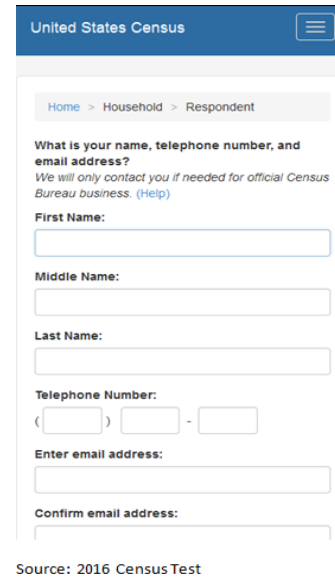 United States Census
Home > Household > Respondent
What is your name, telephone number, and
email address?
We will only contact you if needed for official Census
Bureau business. (Help)
First Name:
Middle Name:
Last Name:
Telephone Number:
( ) -
Enter email address:
Confirm email address:
Source: 2016 Census Test